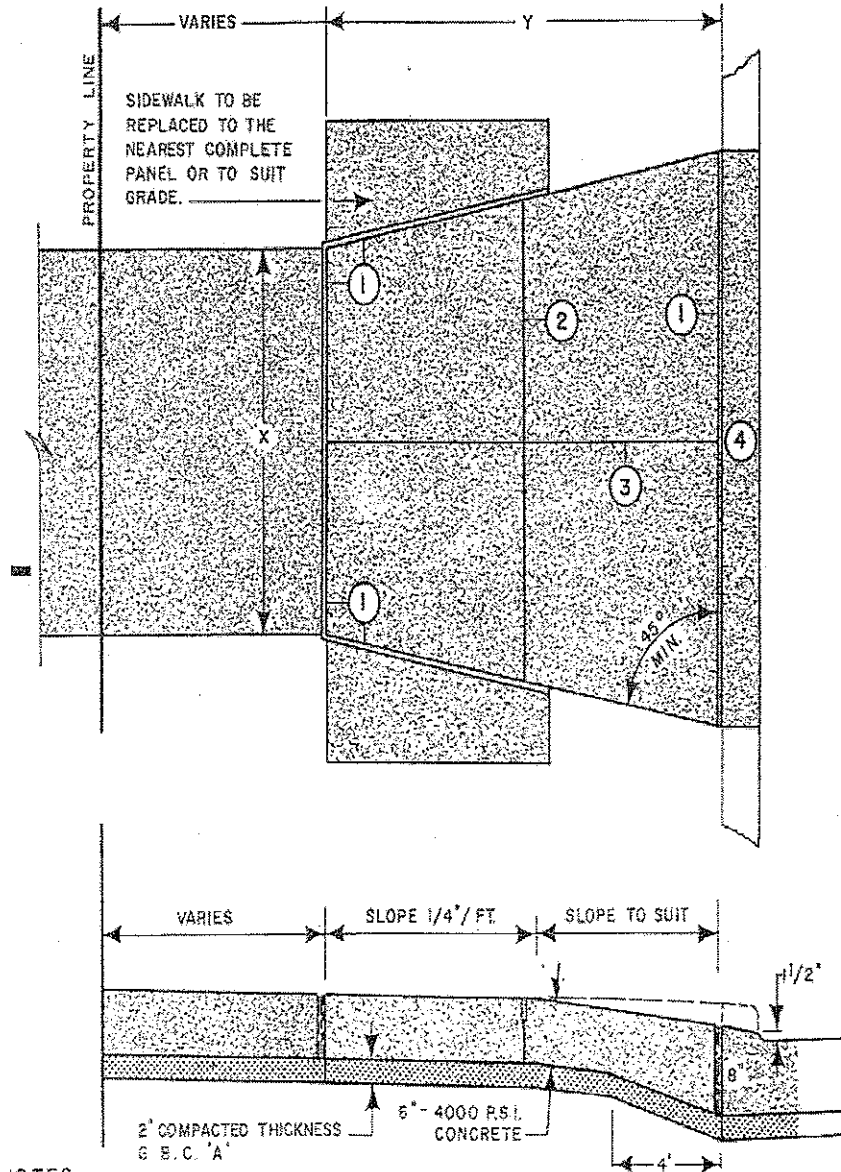 VARIES
Y
PROPERTY LINE
SIDEWALK TO BE
REPLACED TO THE
NEAREST COMPLETE
PANEL OR TO SUIT
GRADE.
1
2
1
X
4
3
1
45°
MIN.
VARIES
SLOPE 1/4"/ FT.
SLOPE TO SUIT
1 1/2"
8"
2" COMPACTED THICKNESS
G B.C. 'A'
6" - 4000 P.S.I.
CONCRETE
4'